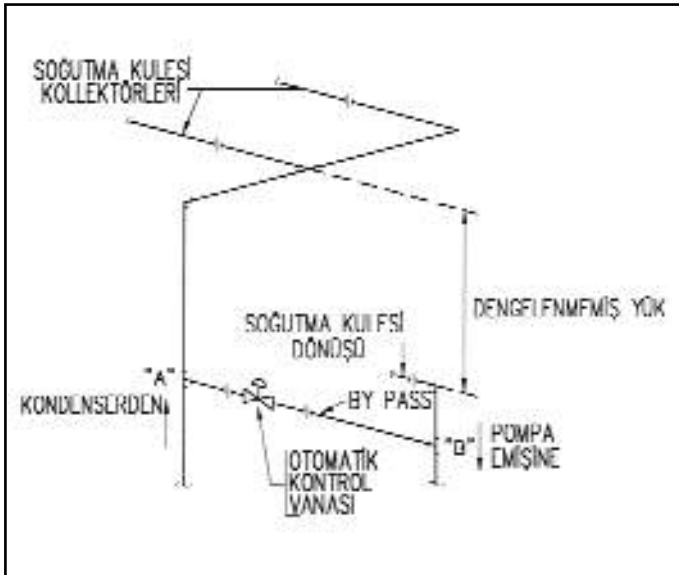 SOĞUTMA KULESİ
KOLLEKTÖRLERİ
DENGELENMEMİŞ YÜK
SOĞUTMA KULESİ
DÖNÜŞÜ
"A"
KONDENSERDEN
BY PASS
"B"
POMPA
EMİŞİNE
OTOMATİK
KONTROL
VANASI